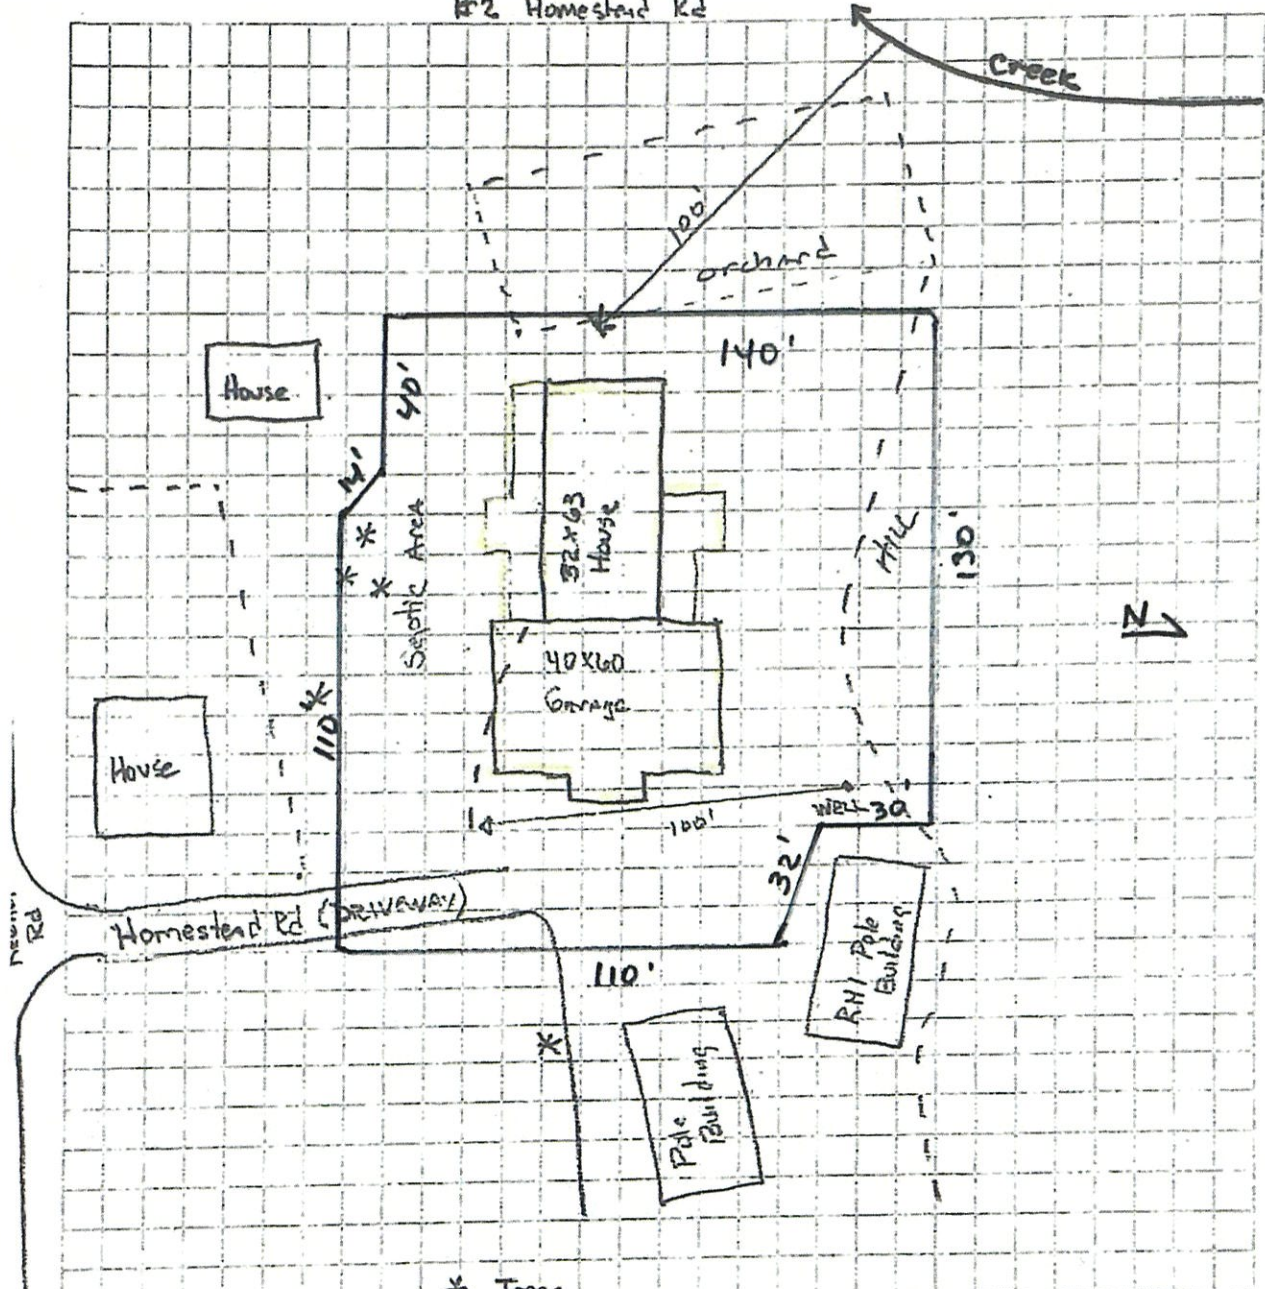 #2 Homestead Rd
Creek
100'
orchard
140'
House
40'
14'
32x63
House
Septic Area
HILL
130'
N
40x60
Garage
110'
House
WELL
30
100'
32'
Homestead Rd (DRIVEWAY)
Rd
110'
RHI Pole
Building
Pole
Building
* Trees